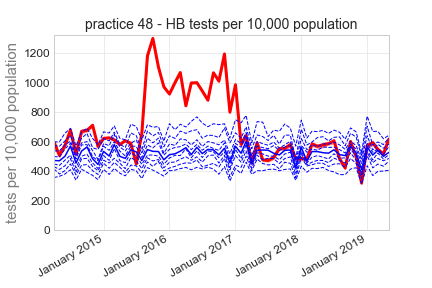 practice 48 - HB tests per 10,000 population
tests per 10,000 population
1200
1000
800
600
400
200
0
January 2015
January 2016
January 2017
January 2018
January 2019